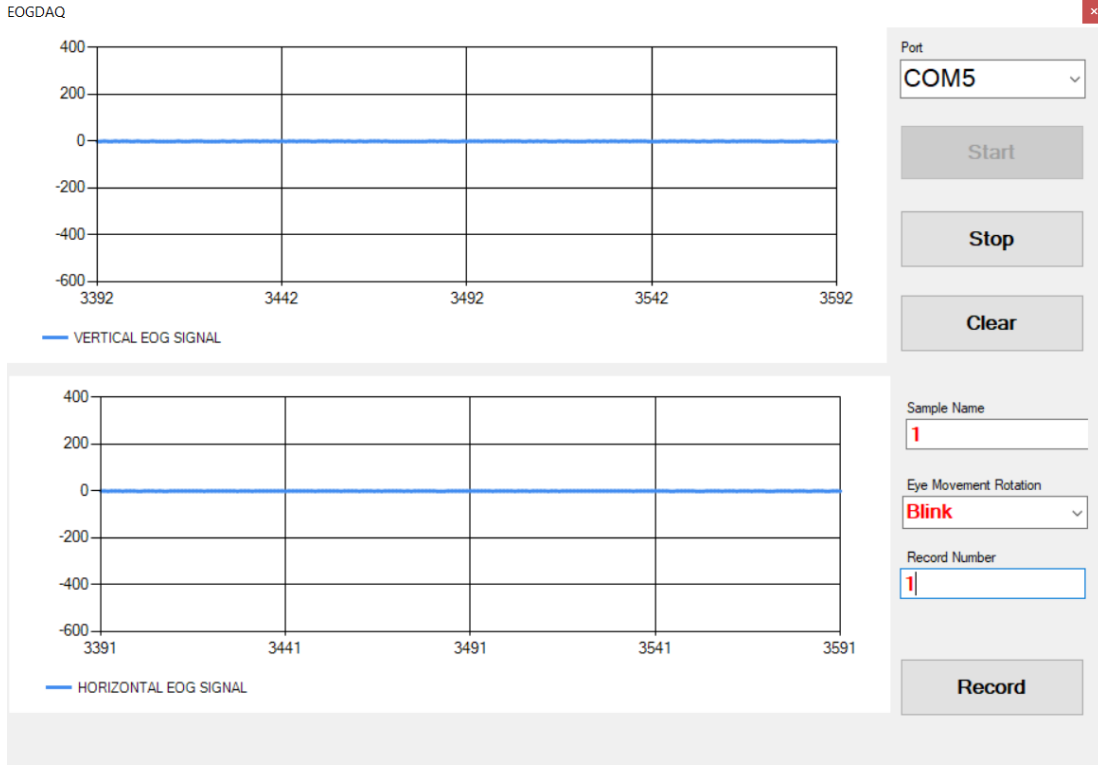 EOGDAQ
×
400
200
0
-200
-400
-600
3392 3442 3492 3542 3592
VERTICAL EOG SIGNAL
400
200
0
-200
-400
-600
3391 3441 3491 3541 3591
HORIZONTAL EOG SIGNAL
Port
COM5
Start
Stop
Clear
Sample Name
1
Eye Movement Rotation
Blink
Record Number
1
Record